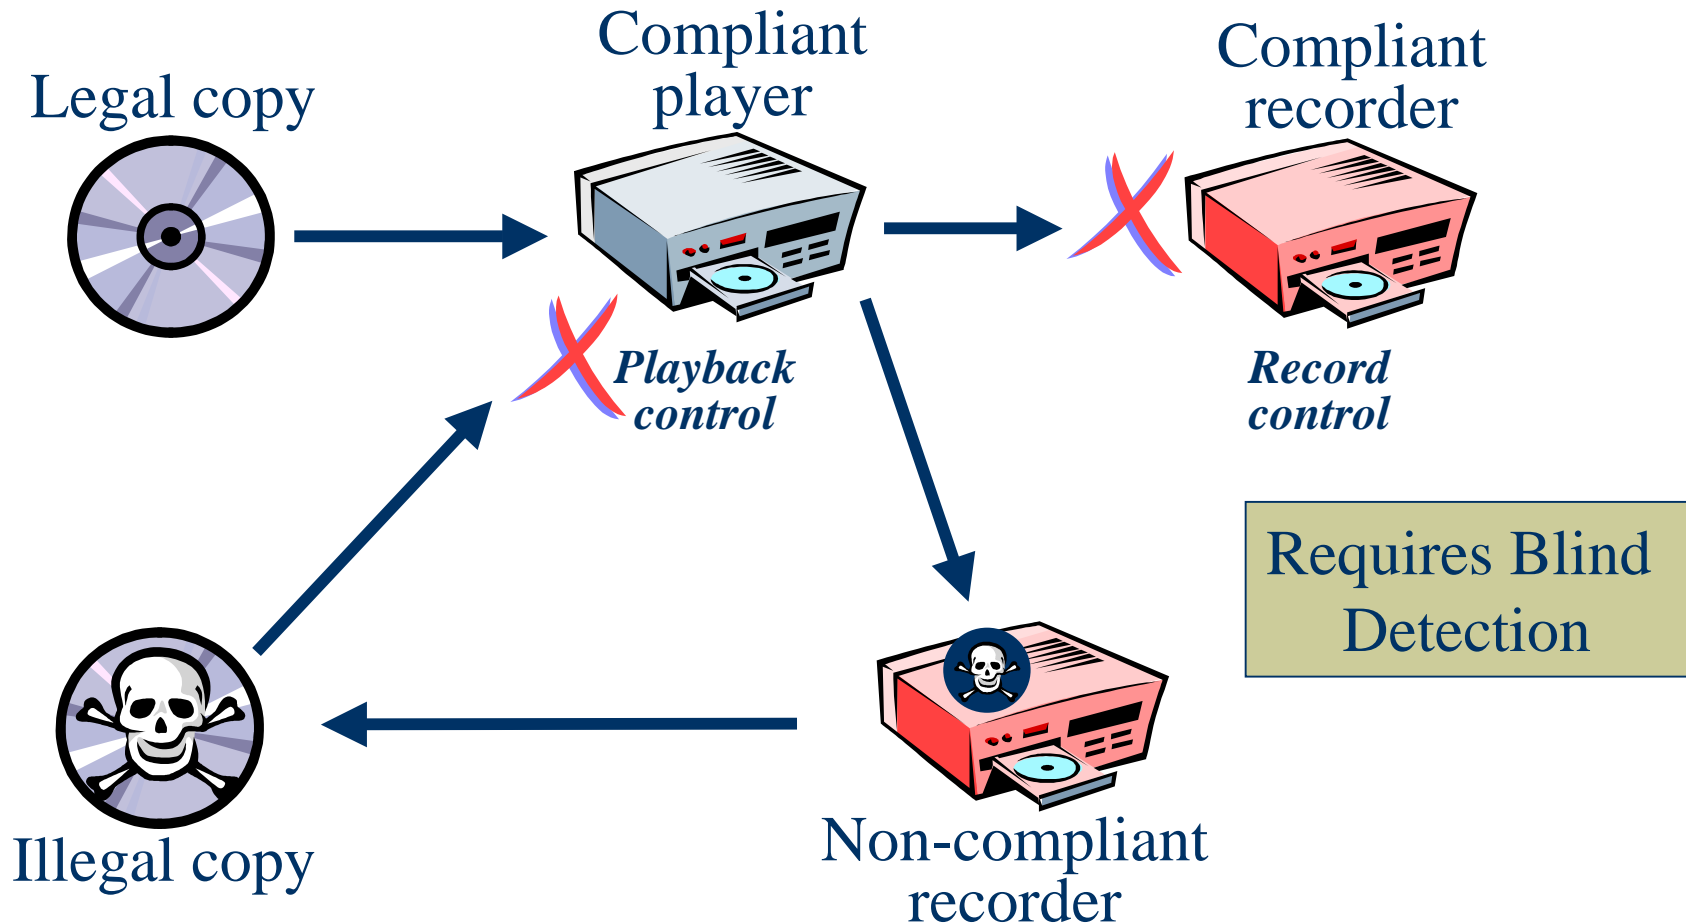 Legal copy
Compliant
player
Compliant
recorder
Playback
control
Record
control
Requires Blind
Detection
Illegal copy
Non-compliant
recorder